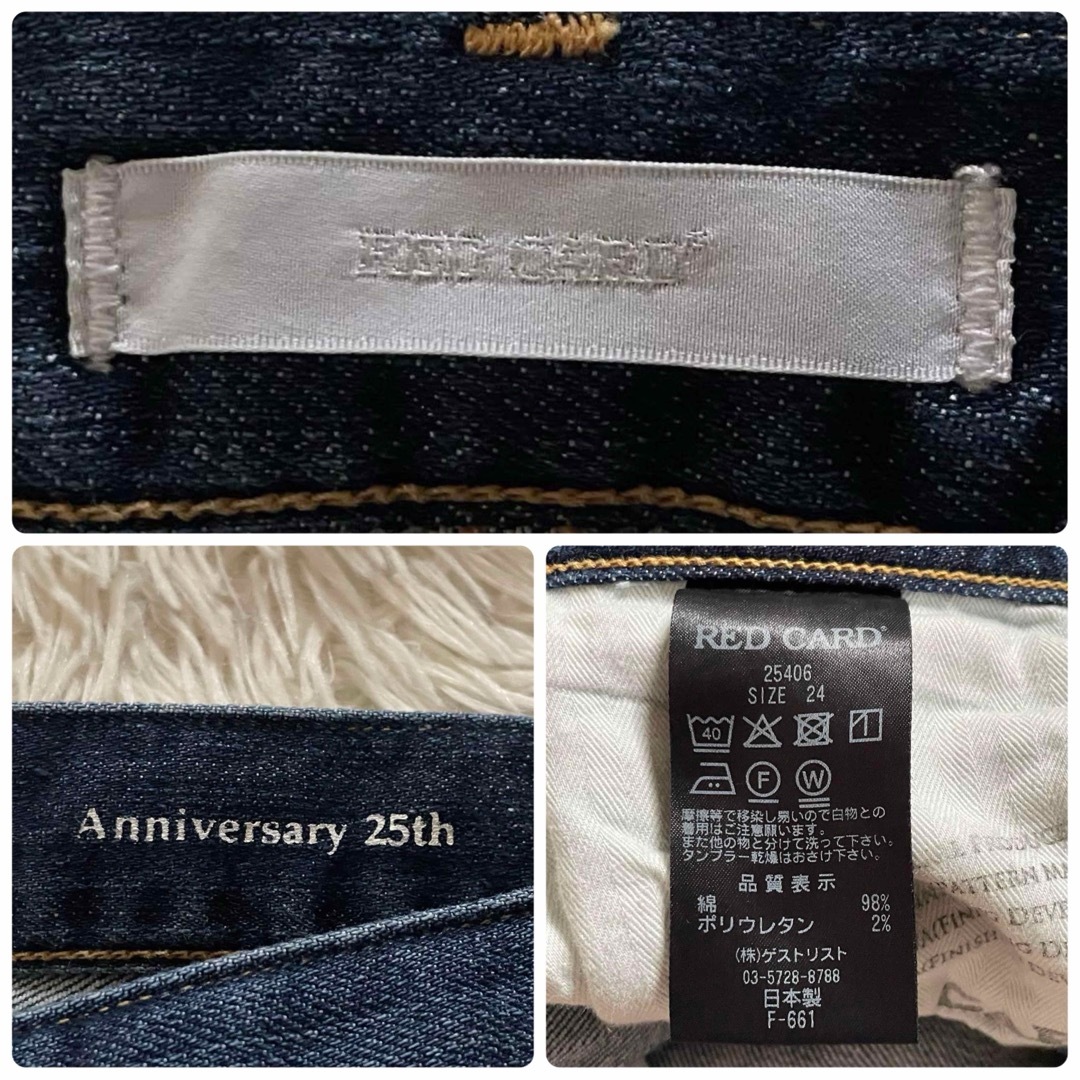 RED CARD®
Anniversary 25th
RED CARD®
25406
SIZE 24
40
1
F W
摩擦等で移染し易いので白物との
着用はご注意願います。
また他の物と分けて洗って下さい。
タンブラー乾燥はおさけ下さい。
品質表示
綿 98%
ポリウレタン 2%
(株)ゲストリスト
03-5728-8788
日本製
F-661
PATTERN MA